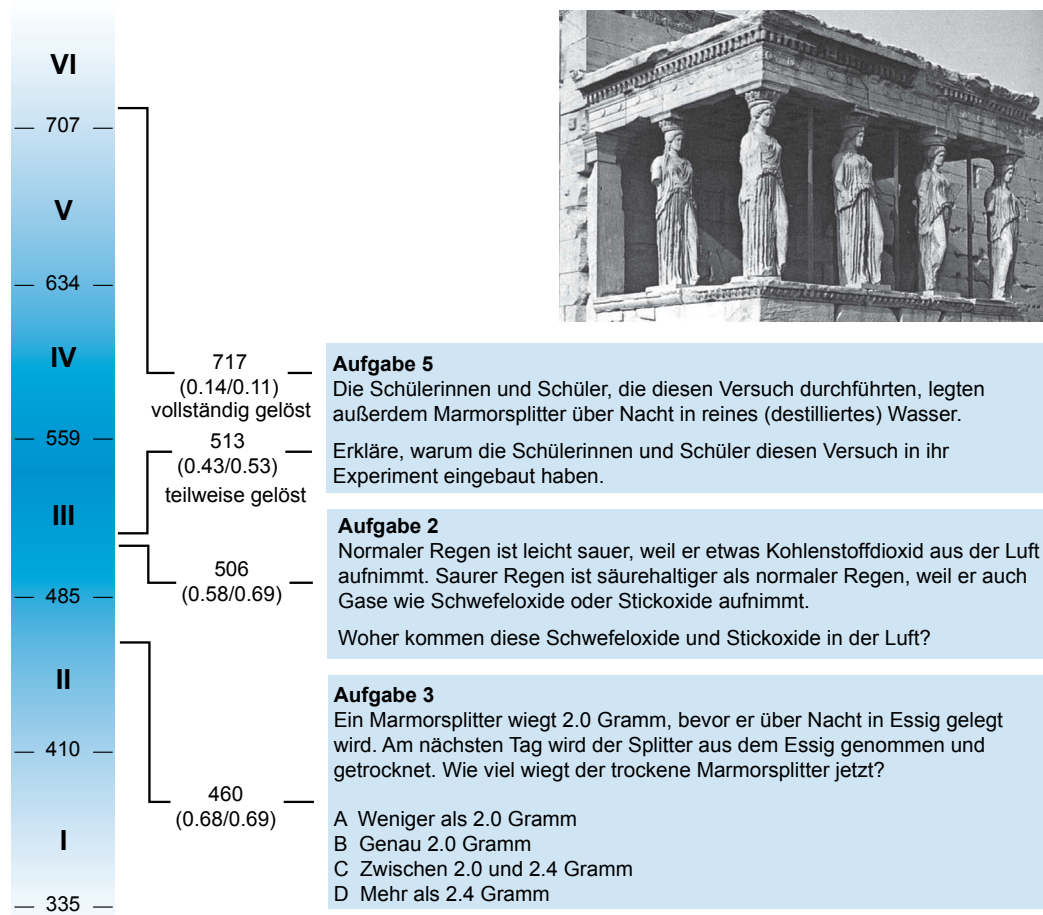 VI
— 707 —
V
— 634 —
IV
— 559 —
III
— 485 —
II
— 410 —
I
— 335 —
717
(0.14/0.11)
vollständig gelöst
513
(0.43/0.53)
teilweise gelöst
506
(0.58/0.69)
460
(0.68/0.69)
Aufgabe 5
Die Schülerinnen und Schüler, die diesen Versuch durchführten, legten
außerdem Marmorsplitter über Nacht in reines (destilliertes) Wasser.
Erkläre, warum die Schülerinnen und Schüler diesen Versuch in ihr
Experiment eingebaut haben.
Aufgabe 2
Normaler Regen ist leicht sauer, weil er etwas Kohlenstoffdioxid aus der Luft
aufnimmt. Saurer Regen ist säurehaltiger als normaler Regen, weil er auch
Gase wie Schwefeloxide oder Stickoxide aufnimmt.
Woher kommen diese Schwefeloxide und Stickoxide in der Luft?
Aufgabe 3
Ein Marmorsplitter wiegt 2.0 Gramm, bevor er über Nacht in Essig gelegt
wird. Am nächsten Tag wird der Splitter aus dem Essig genommen und
getrocknet. Wie viel wiegt der trockene Marmorsplitter jetzt?
A Weniger als 2.0 Gramm
B Genau 2.0 Gramm
C Zwischen 2.0 und 2.4 Gramm
D Mehr als 2.4 Gramm